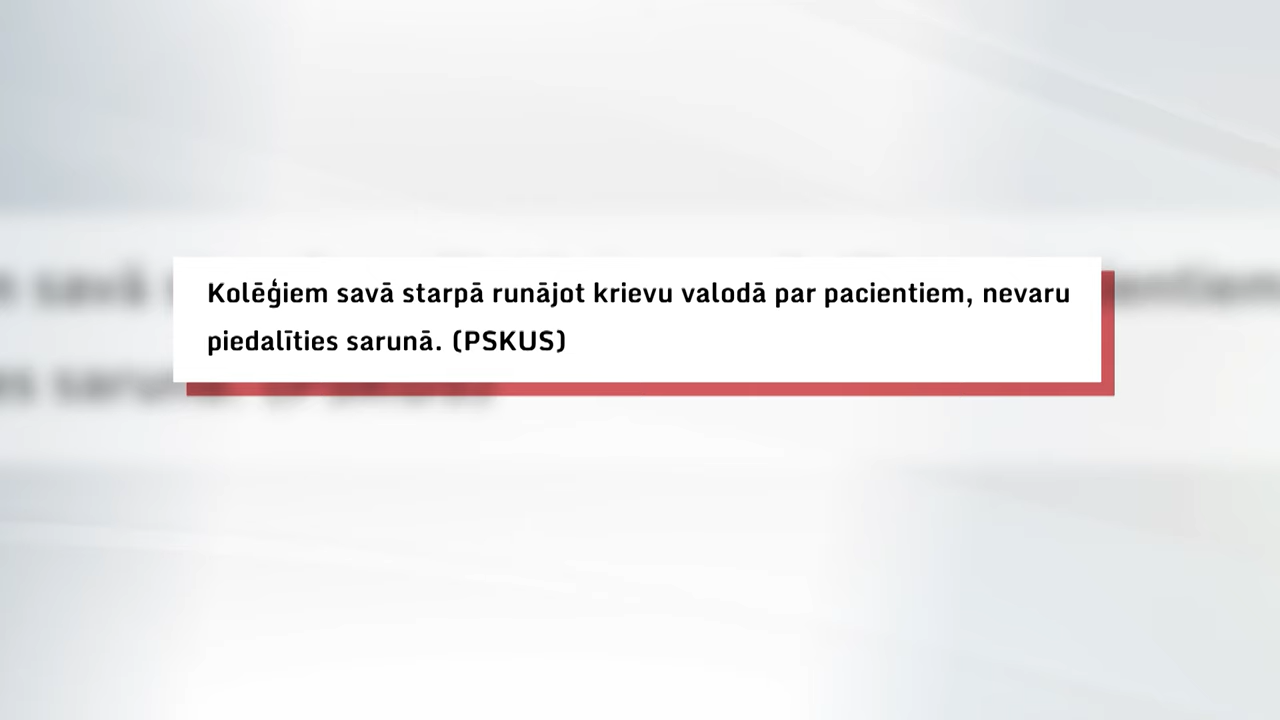 Kolēģiem savā starpā runājot krievu valodā par pacientiem, nevaru
piedalīties sarunā. (PSKUS)